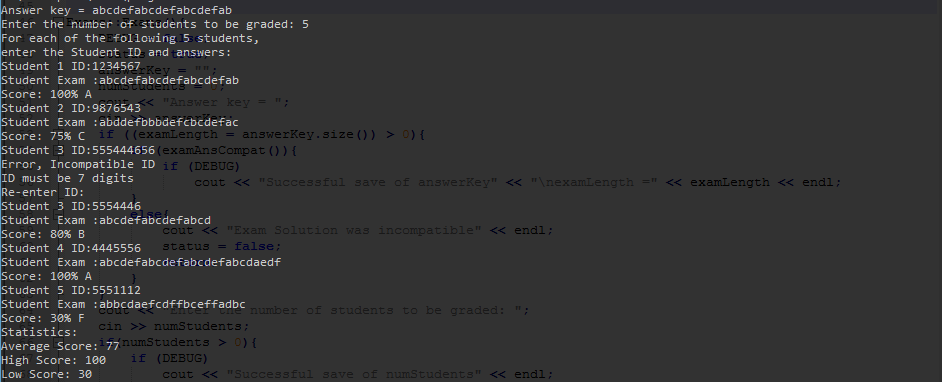 Answer key = abcdefabcdefabcdefab
Enter the number of students to be graded: 5
For each of the following 5 students,
enter the Student ID and answers:
Student 1 ID:1234567
Student Exam :abcdefabcdefabcdefab
Score: 100% A
Student 2 ID:9876543
Student Exam
Score: 75% C
Student 3 ID:555444656
Error, Incompatible ID
ID must be 7 digits
Re-enter ID:
Student 3 ID:5554446
Student Exam :abcdefabcdefabcd
Score: 80% B
Student 4 ID:4445556
Student Exam :abcdefabcdefabcdefabcdaedf
Score: 100% A
Student 5 ID:5551112
Student Exam :abbcdaefcdffbceffadbc
Score: 30% F
Statistics:
Average Score: 77
High Score: 100
Low Score: 30
answerKey = "";
numStudents =
cout << "Answer key = ";
if ((examLength = answerKey.size()) > 0){
(examAnsCompat()){
if (DEBUG)
cout << "Successful save of answerKey" << "\nexamLength =" << examLength << endl;
}
else{
cout << "Exam Solution was incompatible" << endl;
status = false;
}
cout << "Enter the number of students to be graded: ";
cin >> numStudents;
if(numStudents > 0){
if (DEBUG)
cout << "Successful save of numStudents" << endl;